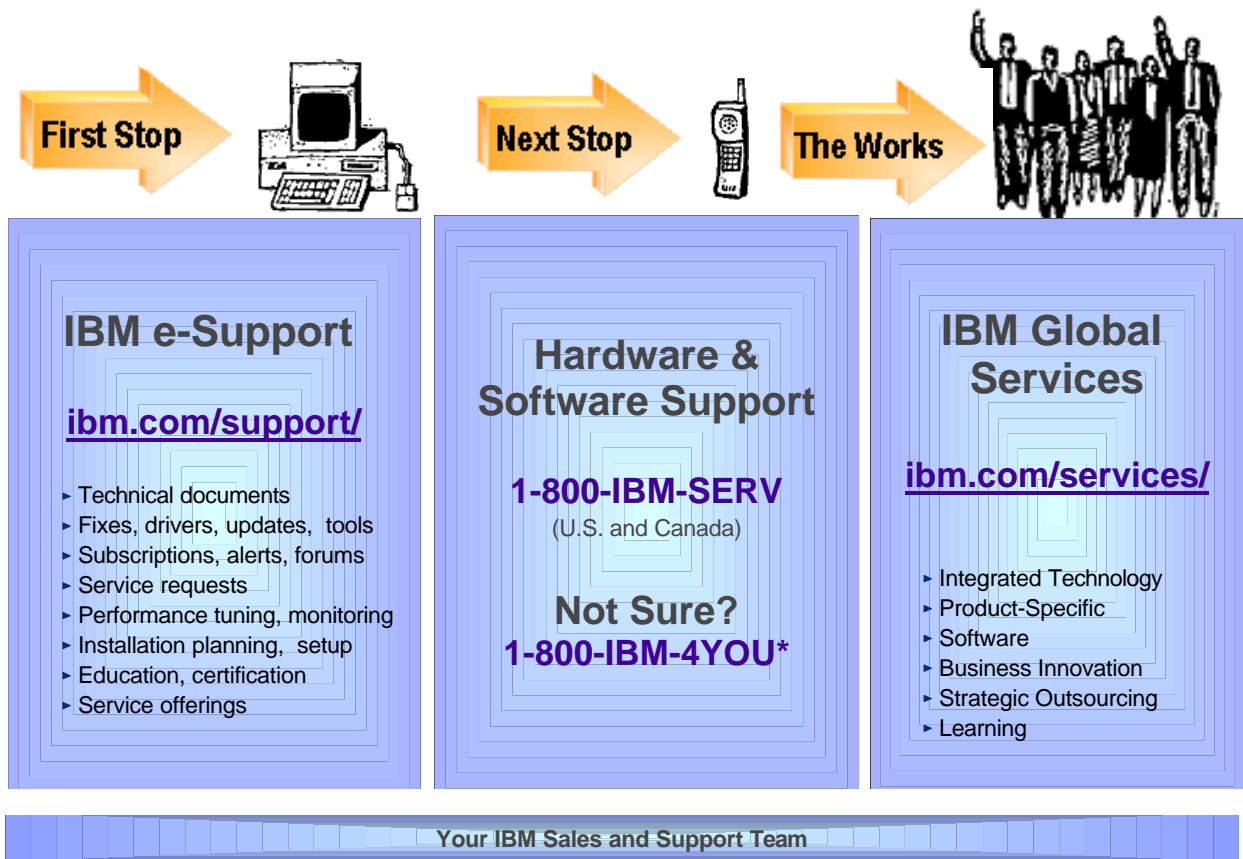 First Stop
Next Stop
The Works
IBM e-Support
ibm.com/support/
► Technical documents
► Fixes, drivers, updates, tools
► Subscriptions, alerts, forums
► Service requests
► Performance tuning, monitoring
► Installation planning, setup
► Education, certification
► Service offerings
Hardware &
Software Support
1-800-IBM-SERV
(U.S. and Canada)
Not Sure?
1-800-IBM-4YOU*
IBM Global
Services
ibm.com/services/
► Integrated Technology
► Product-Specific
► Software
► Business Innovation
► Strategic Outsourcing
► Learning
Your IBM Sales and Support Team